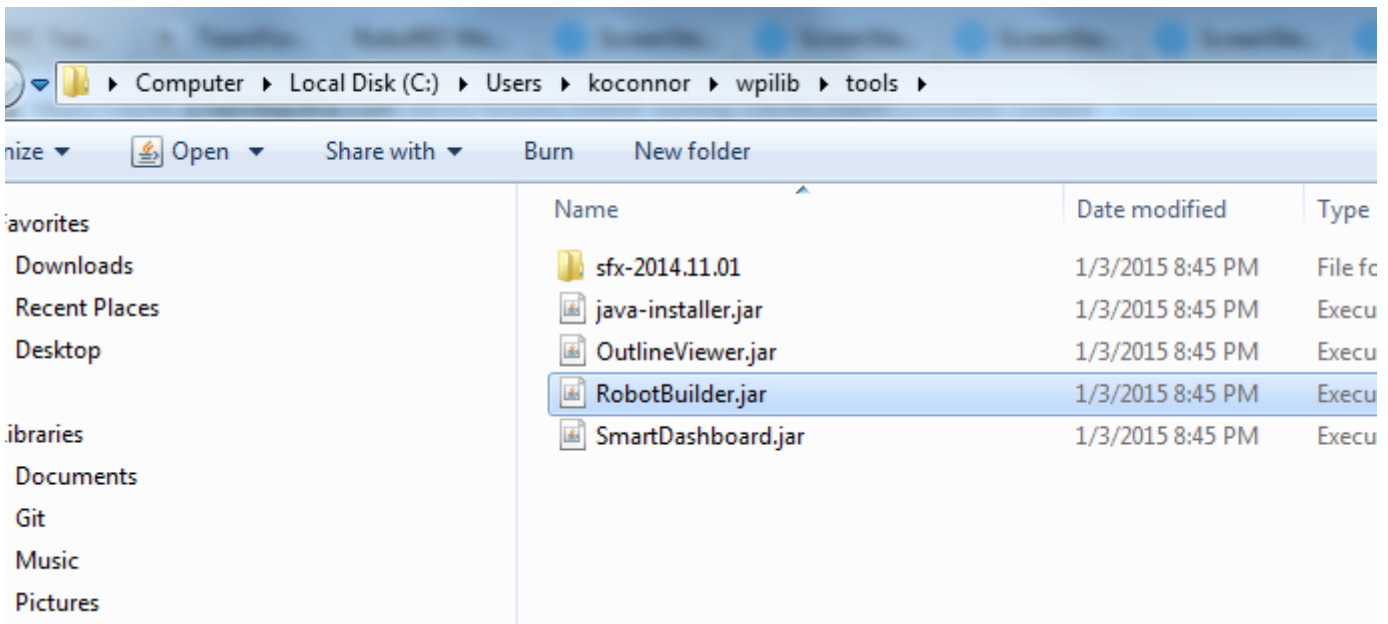 Computer Local Disk (C:) Users koconnor wpilib tools
nize Open Share with Burn New folder
Name Date modified Type
avorites
Downloads
Recent Places
Desktop
ibraries
Documents
Git
Music
Pictures
sfx-2014.11.01 1/3/2015 8:45 PM File fo
java-installer.jar 1/3/2015 8:45 PM Execu
OutlineViewer.jar 1/3/2015 8:45 PM Execu
RobotBuilder.jar 1/3/2015 8:45 PM Execu
SmartDashboard.jar 1/3/2015 8:45 PM Execu